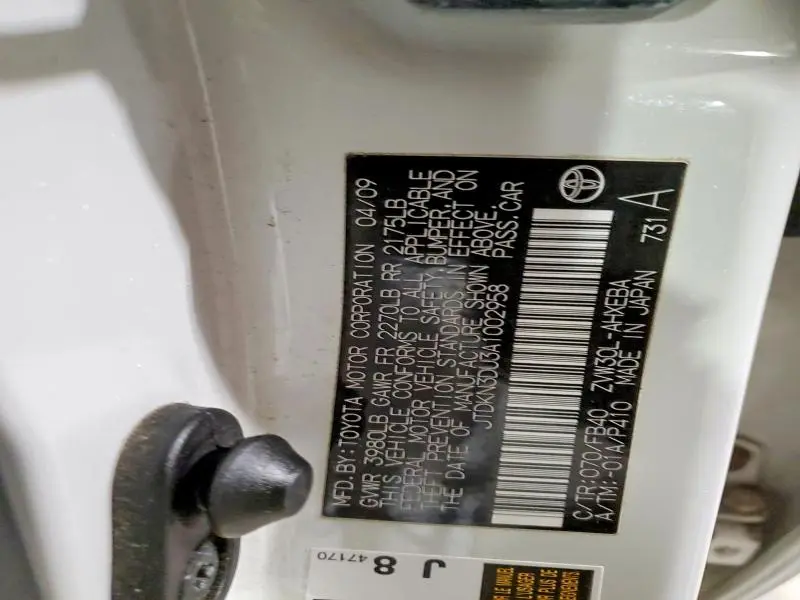 MFD.BY:TOYOTA MOTOR CORPORATION 04/09
GVWR 3980LB GAWR FR 2270LB RR 2175LB
THIS VEHICLE CONFORMS TO ALL APPLICABLE
FEDERAL MOTOR VEHICLE SAFETY, BUMPER, AND
THEFT PREVENTION STANDARDS IN EFFECT ON
THE DATE OF MANUFACTURE SHOWN ABOVE.
JTDKN3DU3A1002958 PASS.CAR
C/TR:070/FB40 ZVW30L-AHXEBA
A/TM:-01A/P410 MADE IN JAPAN 731 A
J 8
47170
PLUS DE